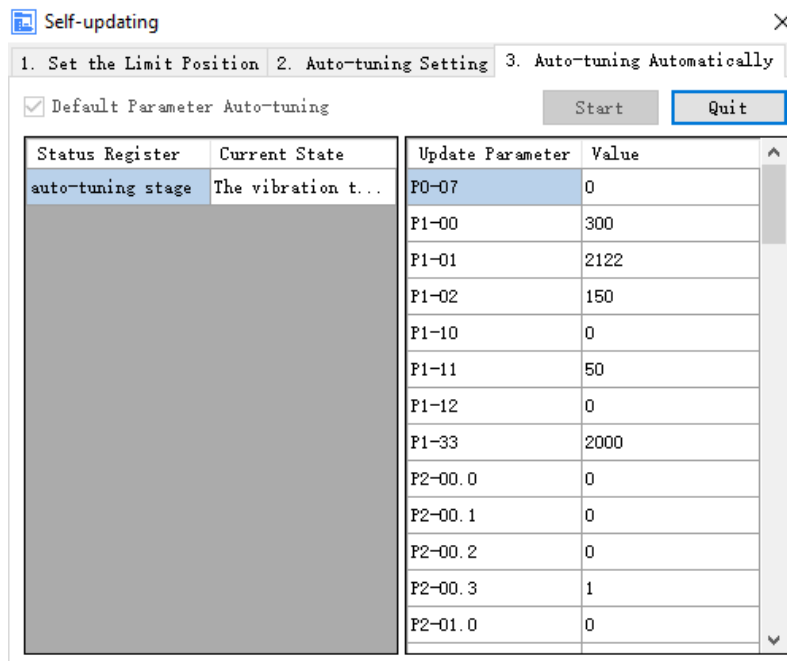 Self-updating
1. Set the Limit Position 2. Auto-tuning Setting 3. Auto-tuning Automatically
Default Parameter Auto-tuning Start Quit
Status Register Current State Update Parameter Value
auto-tuning stage The vibration t... P0-07 0
P1-00 300
P1-01 2122
P1-02 150
P1-10 0
P1-11 50
P1-12 0
P1-33 2000
P2-00.0 0
P2-00.1 0
P2-00.2 0
P2-00.3 1
P2-01.0 0